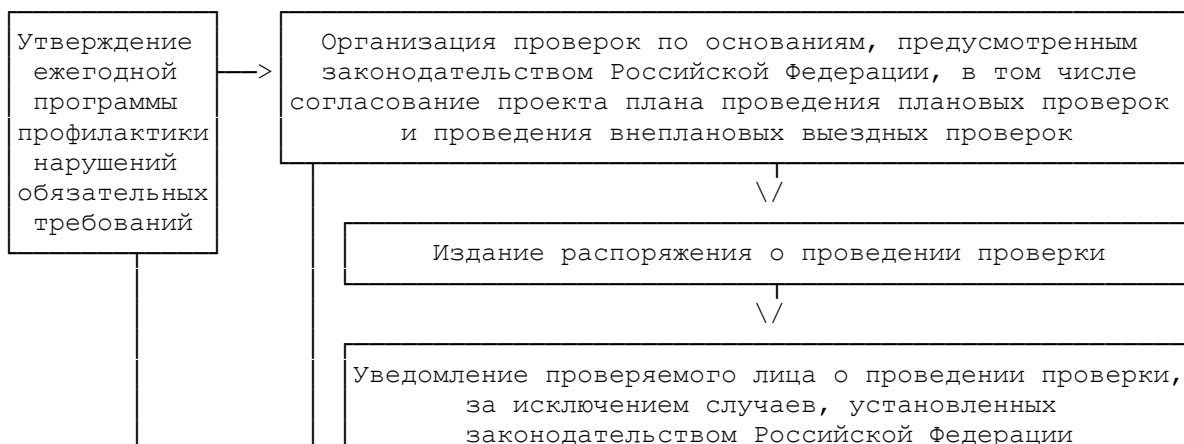 Утверждение
ежегодной
программы
профилактики
нарушений
обязательных
требований
Организация проверок по основаниям, предусмотренным
законодательством Российской Федерации, в том числе
согласование проекта плана проведения плановых проверок
и проведения внеплановых выездных проверок
Издание распоряжения о проведении проверки
Уведомление проверяемого лица о проведении проверки,
за исключением случаев, установленных
законодательством Российской Федерации